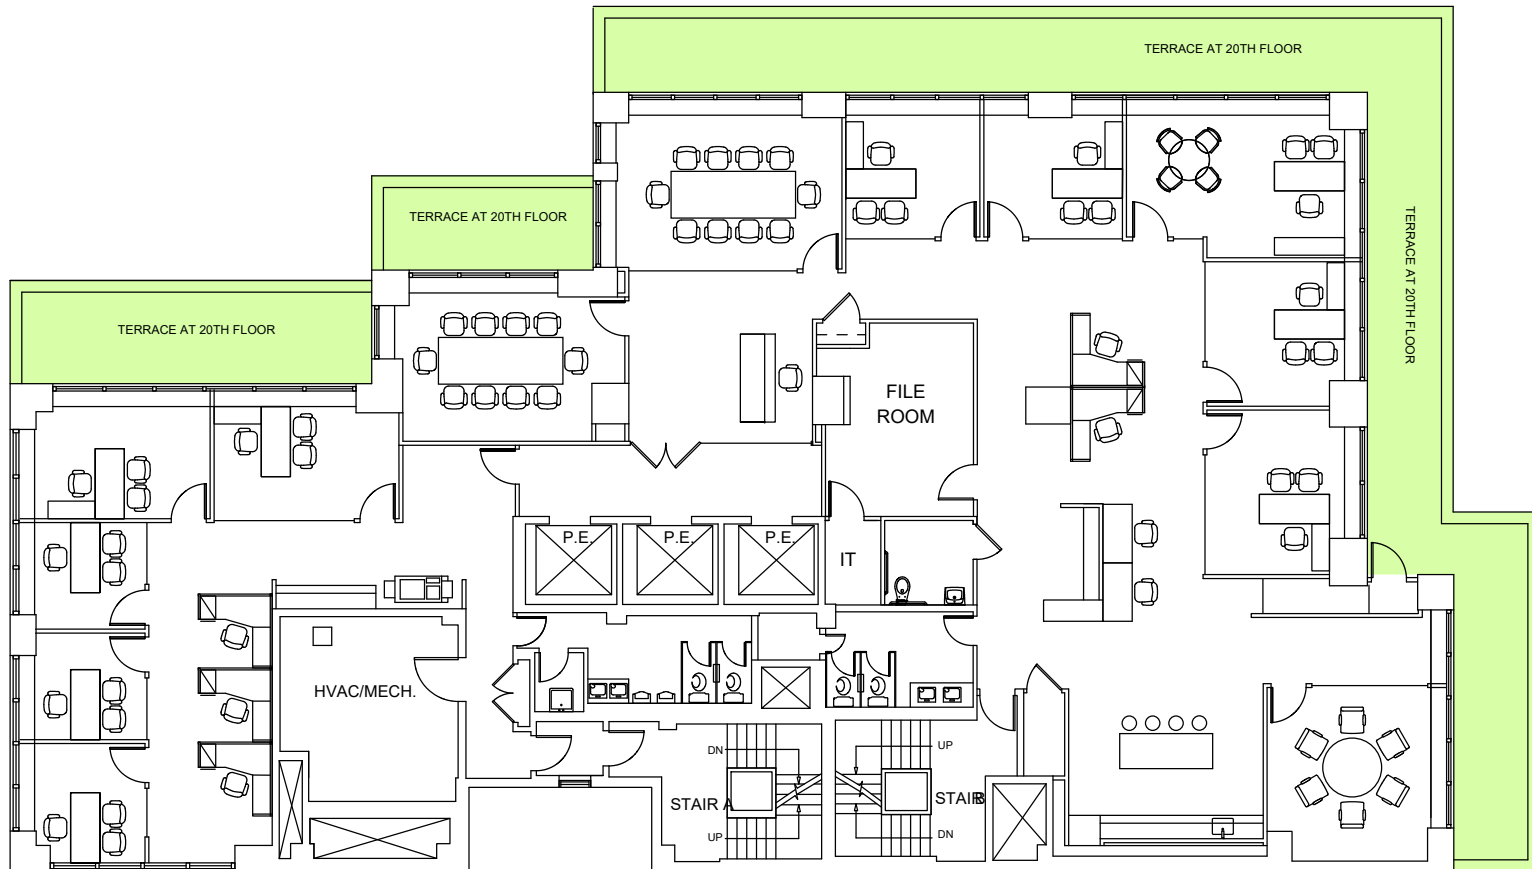 TERRACE AT 20TH FLOOR
TERRACE AT 20TH FLOOR
TERRACE AT 20TH FLOOR
TERRACE AT 20TH FLOOR
FILE
ROOM
P.E.
P.E.
P.E.
IT
HVAC/MECH.
DN
UP
STAIR A
STAIR B
UP
DN